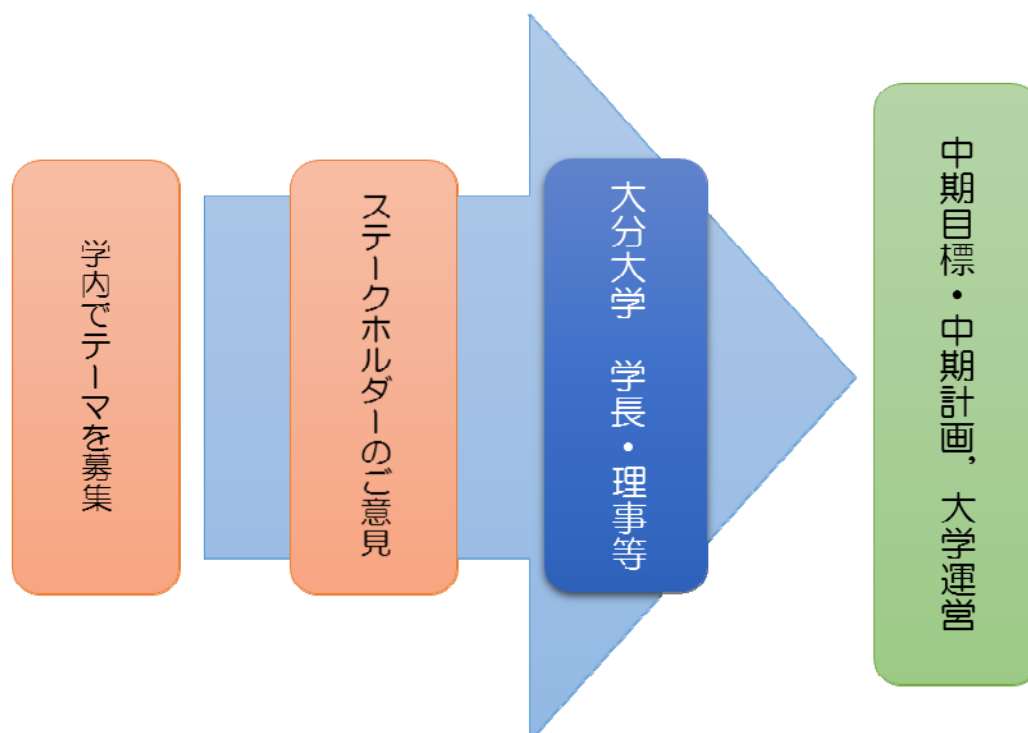 学内でテーマを募集
ステークホルダーのご意見
大分大学　学長・理事等
中期目標・中期計画，大学運営